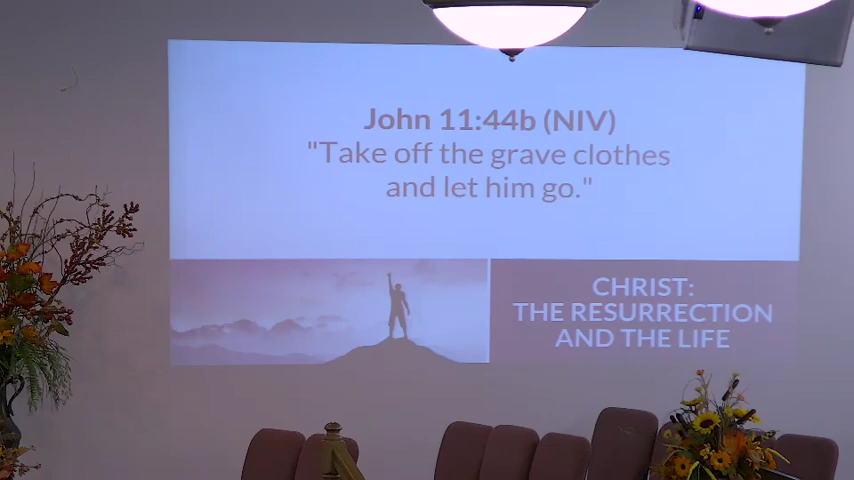 John 11:44b (NIV)
"Take off the grave clothes
and let him go."
CHRIST:
THE RESURRECTION
AND THE LIFE